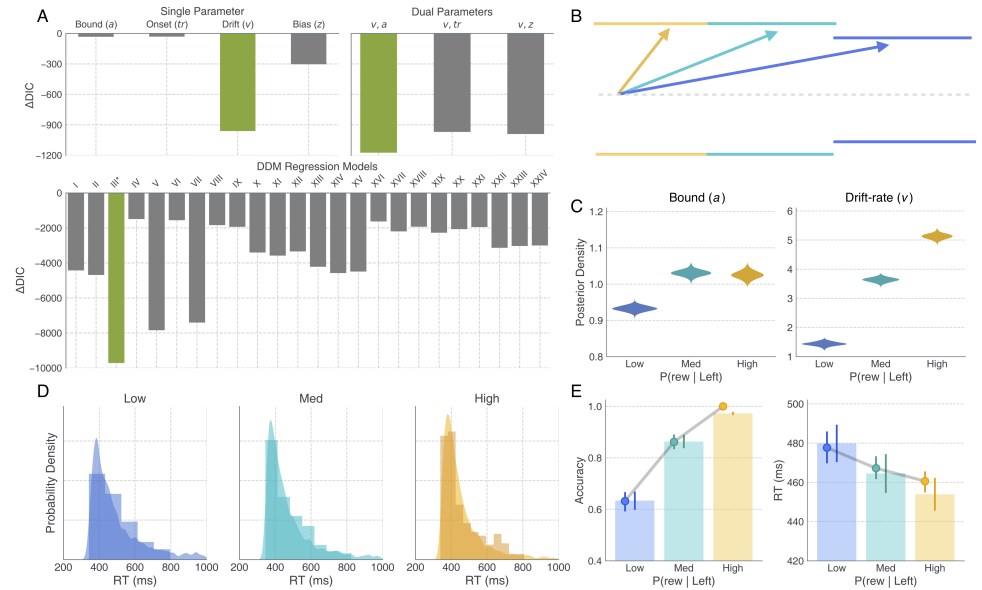 A
Single Parameter
Dual Parameters
Bound (a) Onset (tr) Drift (v) Bias (z)
v, a v, tr v, z
0
−300
−600
−900
−1200
ΔDIC
DDM Regression Models
I II III* IV V VI VII VIII IX X XI XII XIII XIV XV XVI XVII XVIII XIX XX XXI XXII XXIII XXIV
0
−2000
−4000
−6000
−8000
−10000
ΔDIC
B
C
Bound (a)
Drift-rate (v)
1.2
1.1
1.0
0.9
0.8
Posterior Density
Low Med High
P(rew | Left)
6
5
4
3
2
1
Low Med High
P(rew | Left)
D
Low
Med
High
Probability Density
200 400 600 800 1000
RT (ms)
200 400 600 800 1000
RT (ms)
200 400 600 800 1000
RT (ms)
E
1.0
0.8
0.6
0.4
Accuracy
Low Med High
P(rew | Left)
500
480
460
440
420
RT (ms)
Low Med High
P(rew | Left)